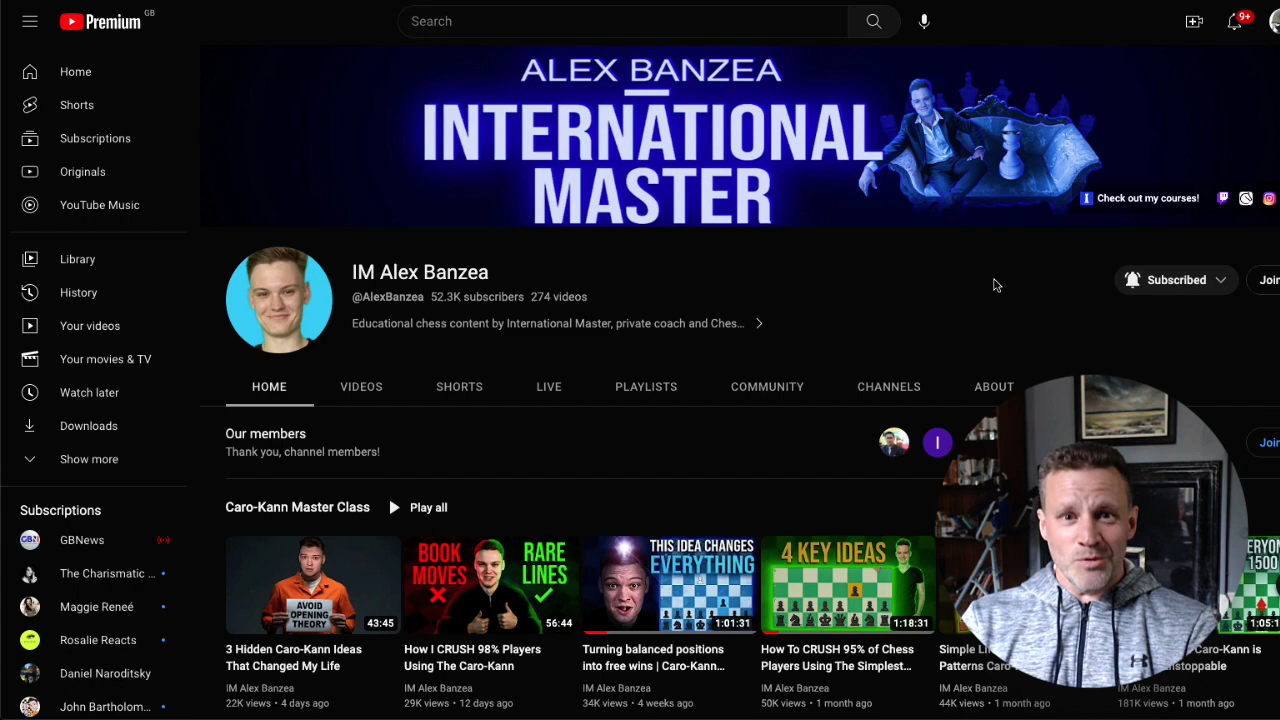 Premium GB
Search
9+
Home
Shorts
Subscriptions
Originals
YouTube Music
Library
History
Your videos
Your movies & TV
Watch later
Downloads
Show more
Subscriptions
GBNews
The Charismatic ...
Maggie Reneé
Rosalie Reacts
Daniel Naroditsky
John Bartholom...
ALEX BANZEA
INTERNATIONAL
MASTER
Check out my courses!
IM Alex Banzea
@AlexBanzea 52.3K subscribers 274 videos
Educational chess content by International Master, private coach and Ches...
Subscribed
Join
HOME VIDEOS SHORTS LIVE PLAYLISTS COMMUNITY CHANNELS ABOUT
Our members
Thank you, channel members!
I
Join
Caro-Kann Master Class Play all
AVOID
OPENING
THEORY
43:45
3 Hidden Caro-Kann Ideas
That Changed My Life
IM Alex Banzea
22K views • 4 days ago
BOOK
MOVES
RARE
LINES
56:44
How I CRUSH 98% Players
Using The Caro-Kann
IM Alex Banzea
29K views • 12 days ago
THIS IDEA CHANGES
EVERYTHING
1:01:31
Turning balanced positions
into free wins | Caro-Kann...
IM Alex Banzea
34K views • 4 weeks ago
4 KEY IDEAS
1:18:31
How To CRUSH 95% of Chess
Players Using The Simplest...
IM Alex Banzea
50K views • 1 month ago
Patterns Caro
IM Alex Banzea
44K views • 1 month ago
1500
Caro-Kann is
IM Alex Banzea
181K views • 1 month ago